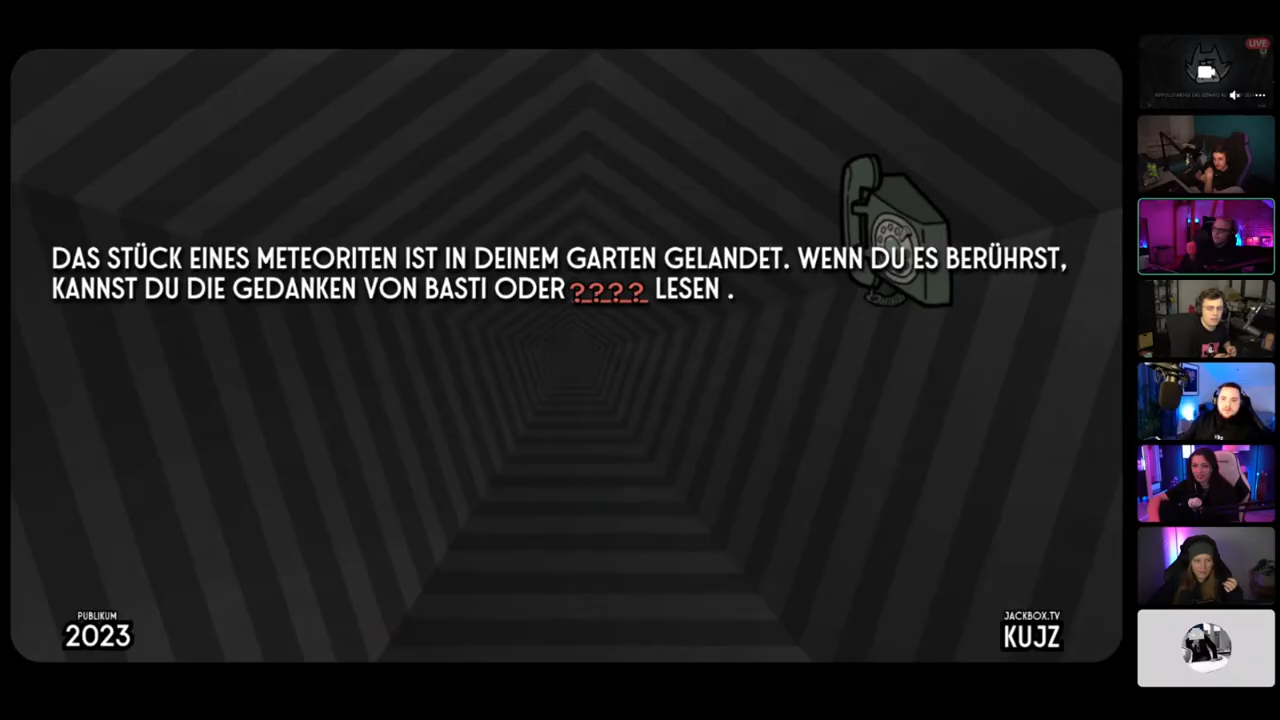 LIVE
DAS STÜCK EINES METEORITEN IST IN DEINEM GARTEN GELANDET. WENN DU ES BERÜHRST,
KANNST DU DIE GEDANKEN VON BASTI ODER ???? LESEN .
PUBLIKUM
2023
JACKBOX.TV
KUJZ